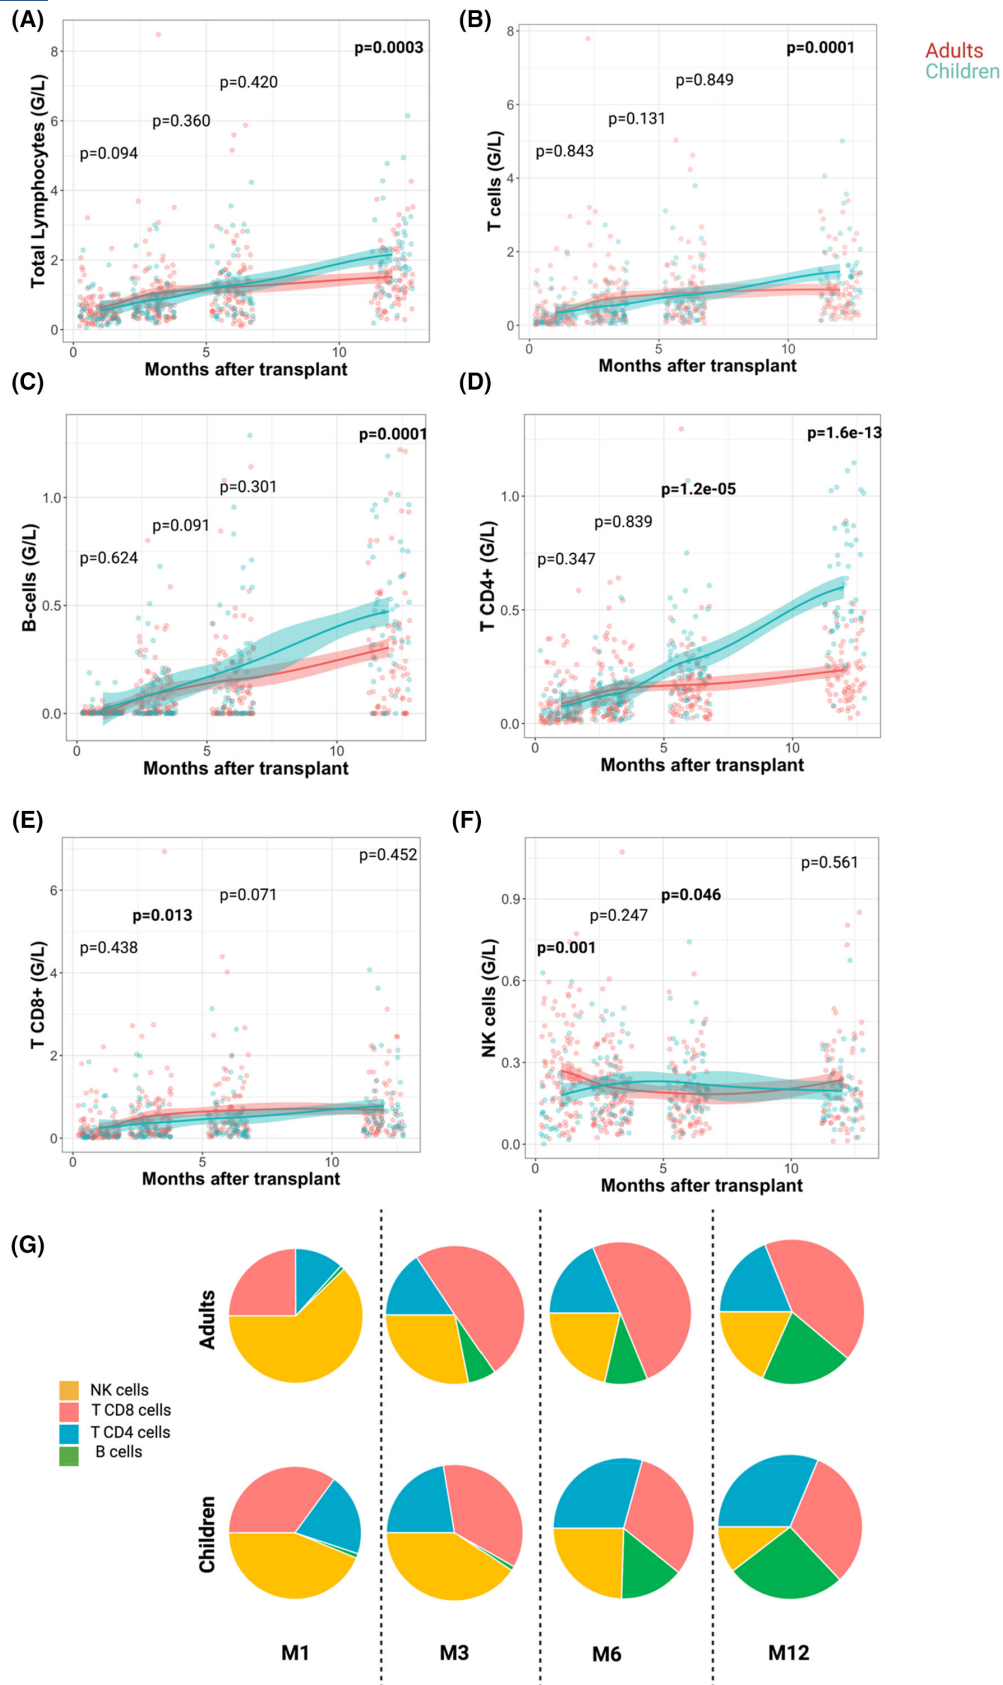 (A)
Total Lymphocytes (G/L)
8
6
4
2
0
p=0.094
p=0.360
p=0.420
p=0.0003
0
5
10
Months after transplant
(B)
T cells (G/L)
8
6
4
2
0
p=0.843
p=0.131
p=0.849
p=0.0001
0
5
10
Months after transplant
Adults
Children
(C)
B-cells (G/L)
1.0
0.5
0.0
p=0.624
p=0.091
p=0.301
p=0.0001
0
5
10
Months after transplant
(D)
T CD4+ (G/L)
1.0
0.5
0.0
p=0.347
p=0.839
p=1.2e-05
p=1.6e-13
0
5
10
Months after transplant
(E)
T CD8+ (G/L)
6
4
2
0
p=0.438
p=0.013
p=0.071
p=0.452
0
5
10
Months after transplant
(F)
NK cells (G/L)
0.9
0.6
0.3
0.0
p=0.001
p=0.247
p=0.046
p=0.561
0
5
10
Months after transplant
(G)
Adults
NK cells
T CD8 cells
T CD4 cells
B cells
Children
M1
M3
M6
M12